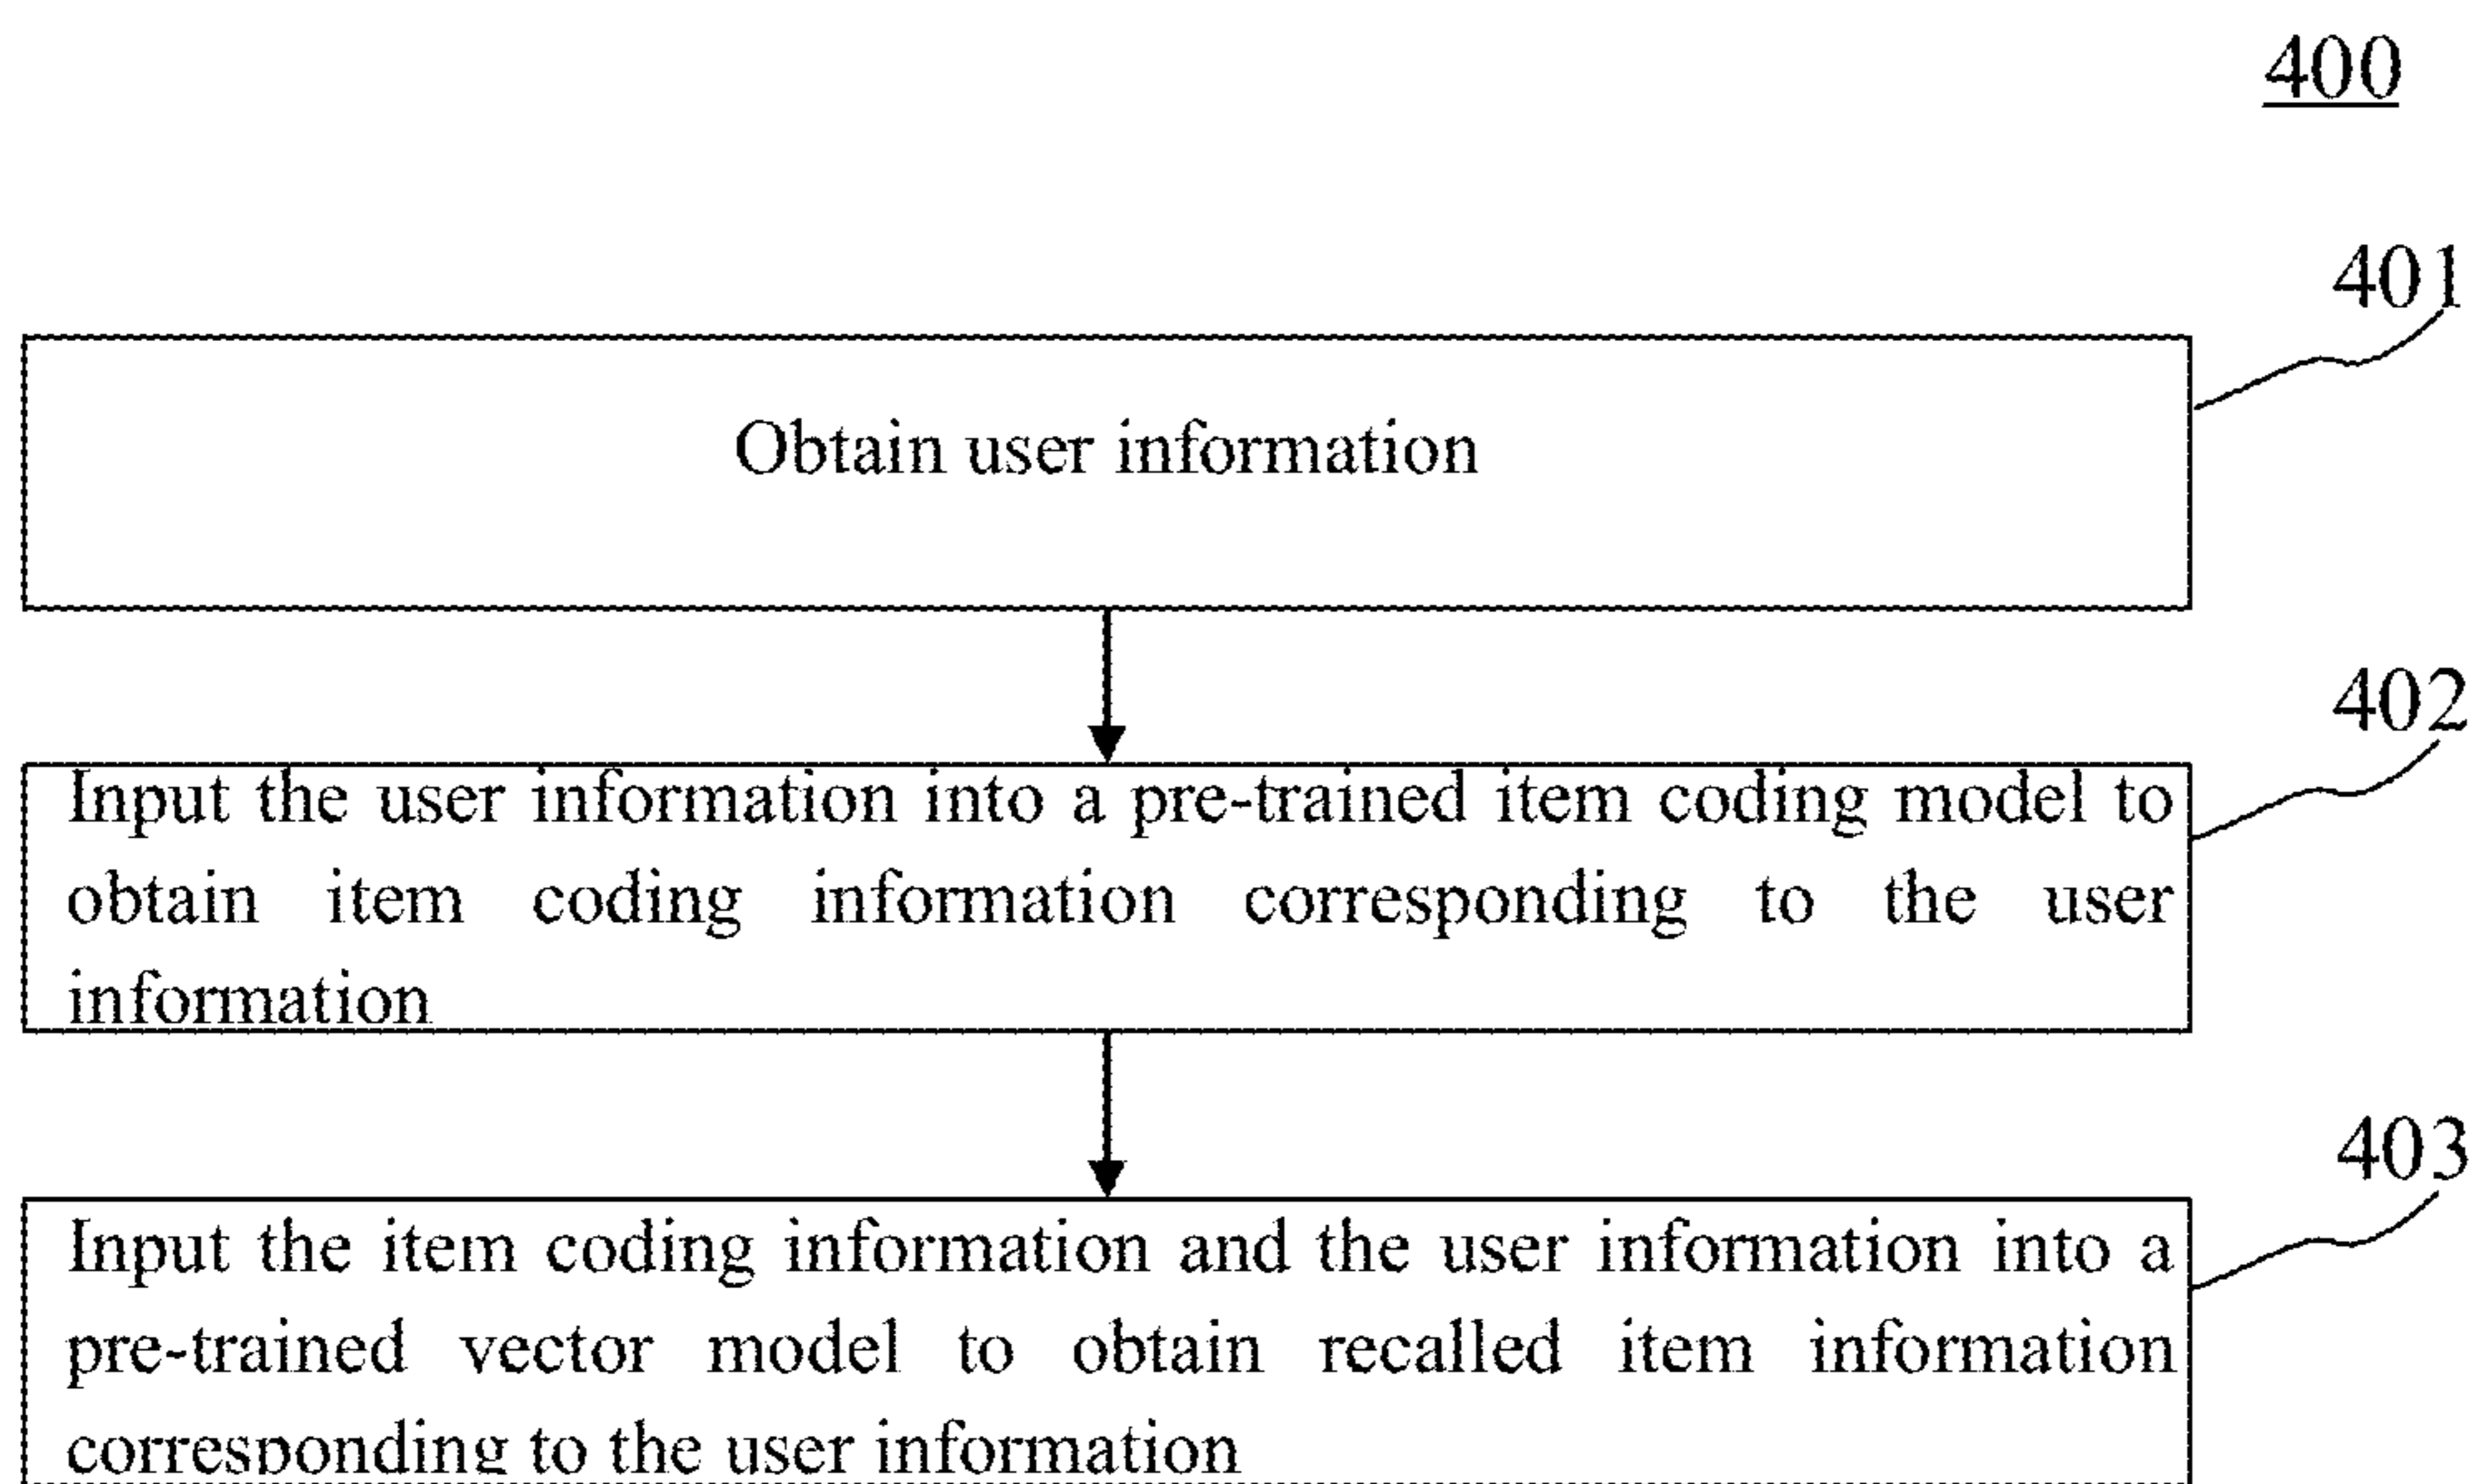 400
401
Obtain user information
402
Input the user information into a pre-trained item coding model to
obtain item coding information corresponding to the user
information
403
Input the item coding information and the user information into a
pre-trained vector model to obtain recalled item information
corresponding to the user information